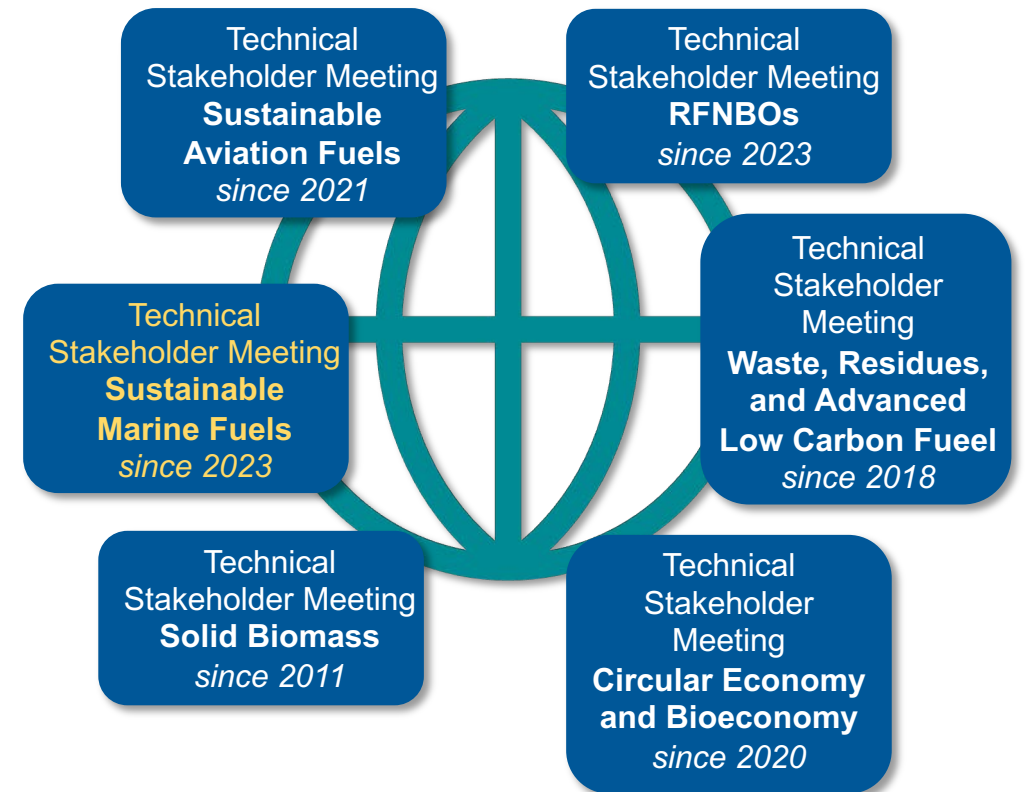 Technical
Stakeholder Meeting
Sustainable
Aviation Fuels
since 2021
Technical
Stakeholder Meeting
RFNBOs
since 2023
Technical
Stakeholder Meeting
Sustainable
Marine Fuels
since 2023
Technical
Stakeholder
Meeting
Waste, Residues,
and Advanced
Low Carbon Fueel
since 2018
Technical
Stakeholder Meeting
Solid Biomass
since 2011
Technical
Stakeholder
Meeting
Circular Economy
and Bioeconomy
since 2020